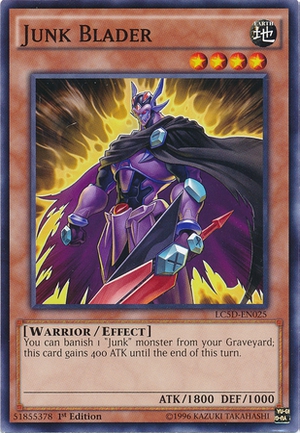 JUNK BLADER
EARTH
地
LC5D-EN025
[WARRIOR / EFFECT]
You can banish 1 "Junk" monster from your Graveyard;
this card gains 400 ATK until the end of this turn.
ATK/1800 DEF/1000
51855378 1st Edition ©1996 KAZUKI TAKAHASHI